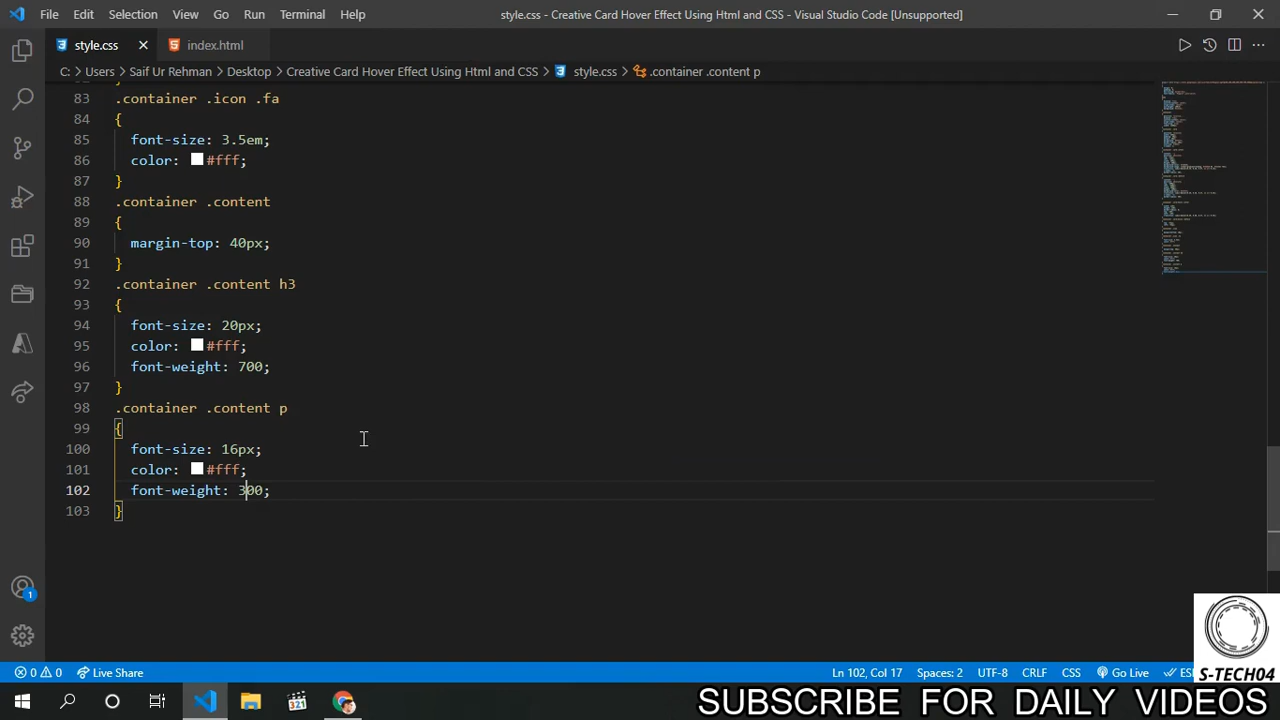 File Edit Selection View Go Run Terminal Help
style.css - Creative Card Hover Effect Using Html and CSS - Visual Studio Code [Unsupported]
style.css index.html
C: > Users > Saif Ur Rehman > Desktop > Creative Card Hover Effect Using Html and CSS > style.css > .container .content p
83 .container .icon .fa
84 {
85 font-size: 3.5em;
86 color: #fff;
87 }
88 .container .content
89 {
90 margin-top: 40px;
91 }
92 .container .content h3
93 {
94 font-size: 20px;
95 color: #fff;
96 font-weight: 700;
97 }
98 .container .content p
99 {
100 font-size: 16px;
101 color: #fff;
102 font-weight: 300;
103 }
1
0 0 Live Share Ln 102, Col 17 Spaces: 2 UTF-8 CRLF CSS Go Live
S-TECH04
321
SUBSCRIBE FOR DAILY VIDEOS